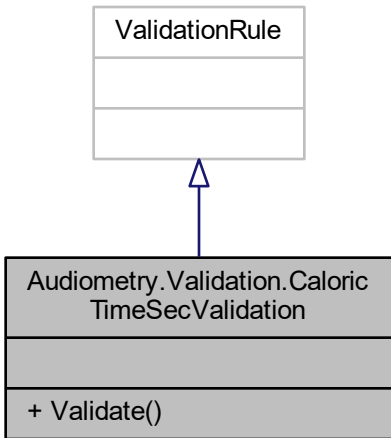 ValidationRule
Audiometry.Validation.Caloric
TimeSecValidation
+ Validate()